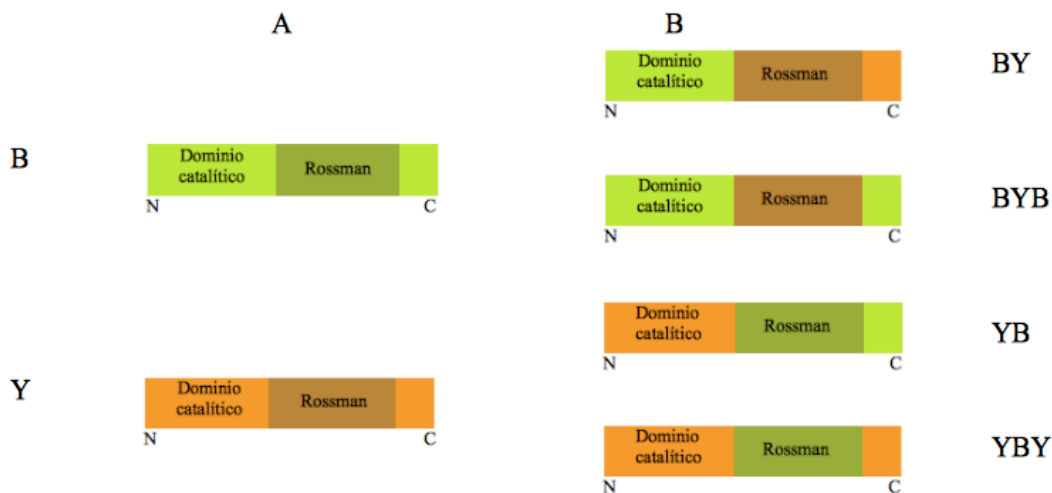 A
B
Dominio
catalítico
Rossman
N
C
BY
B
Dominio
catalítico
Rossman
N
C
Dominio
catalítico
Rossman
N
C
BYB
Dominio
catalítico
Rossman
N
C
YB
Y
Dominio
catalítico
Rossman
N
C
Dominio
catalítico
Rossman
N
C
YBY